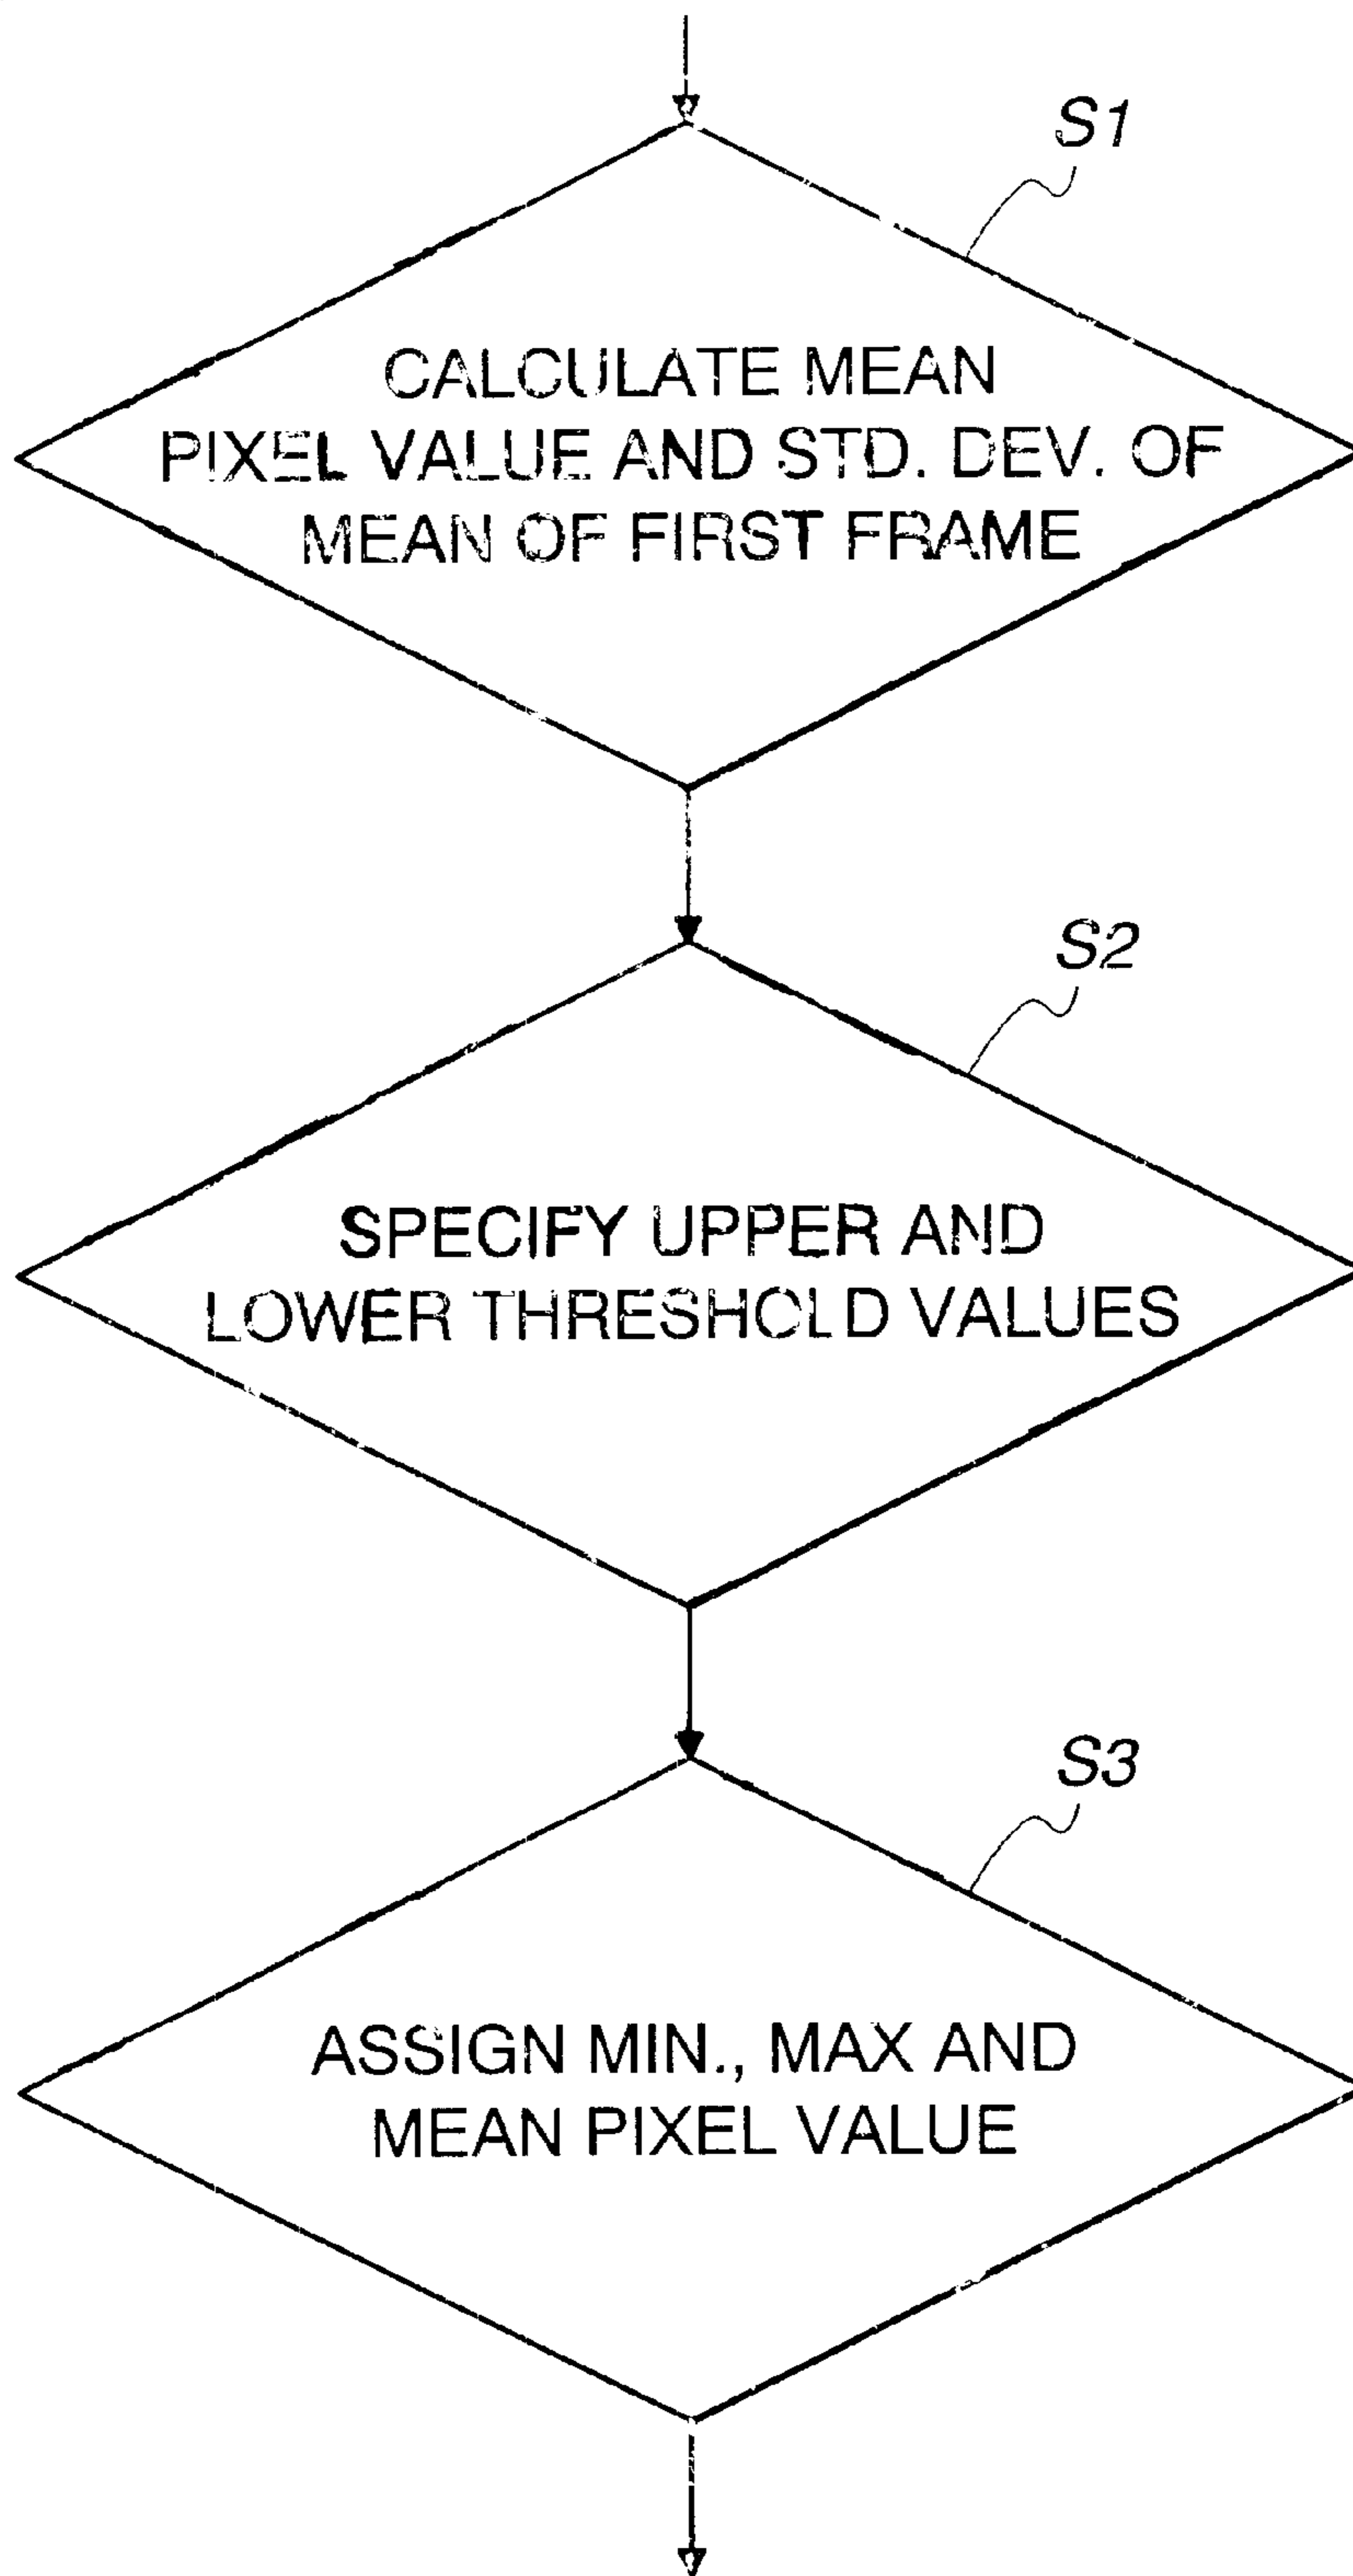 S1
CALCULATE MEAN
PIXEL VALUE AND STD. DEV. OF
MEAN OF FIRST FRAME
S2
SPECIFY UPPER AND
LOWER THRESHOLD VALUES
S3
ASSIGN MIN., MAX AND
MEAN PIXEL VALUE